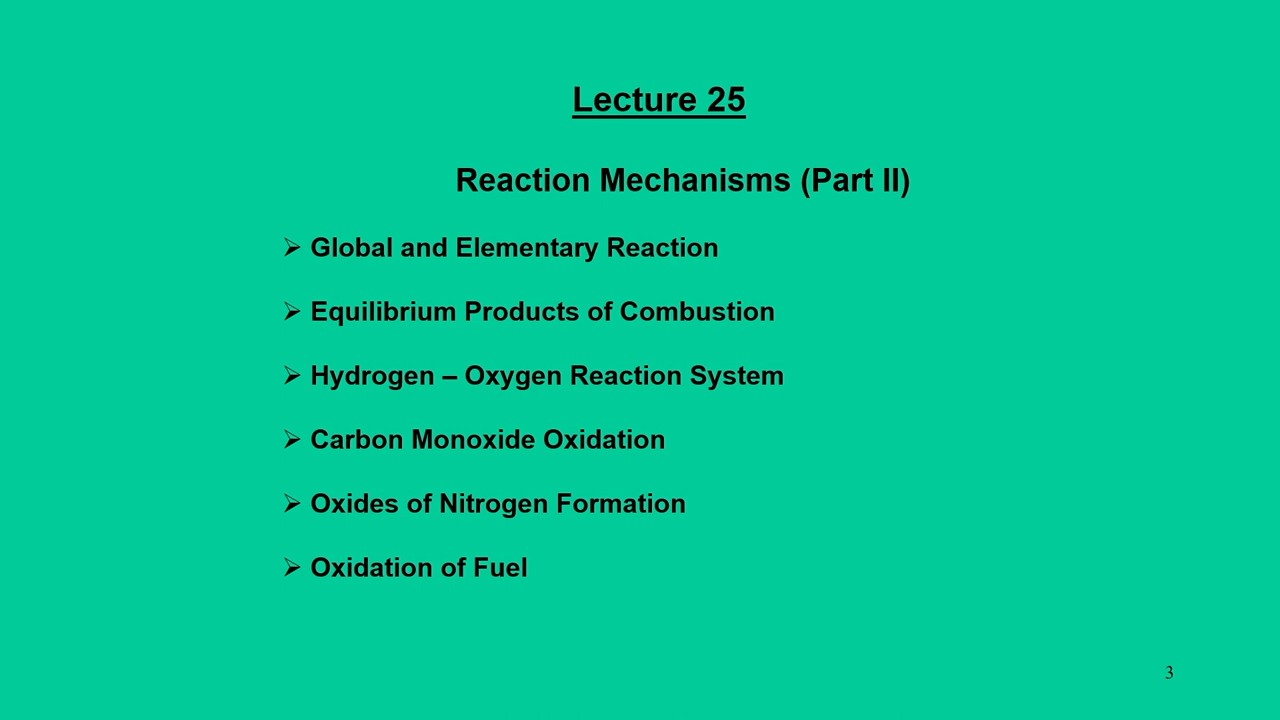 Lecture 25
Reaction Mechanisms (Part II)
➢ Global and Elementary Reaction
➢ Equilibrium Products of Combustion
➢ Hydrogen – Oxygen Reaction System
➢ Carbon Monoxide Oxidation
➢ Oxides of Nitrogen Formation
➢ Oxidation of Fuel
3